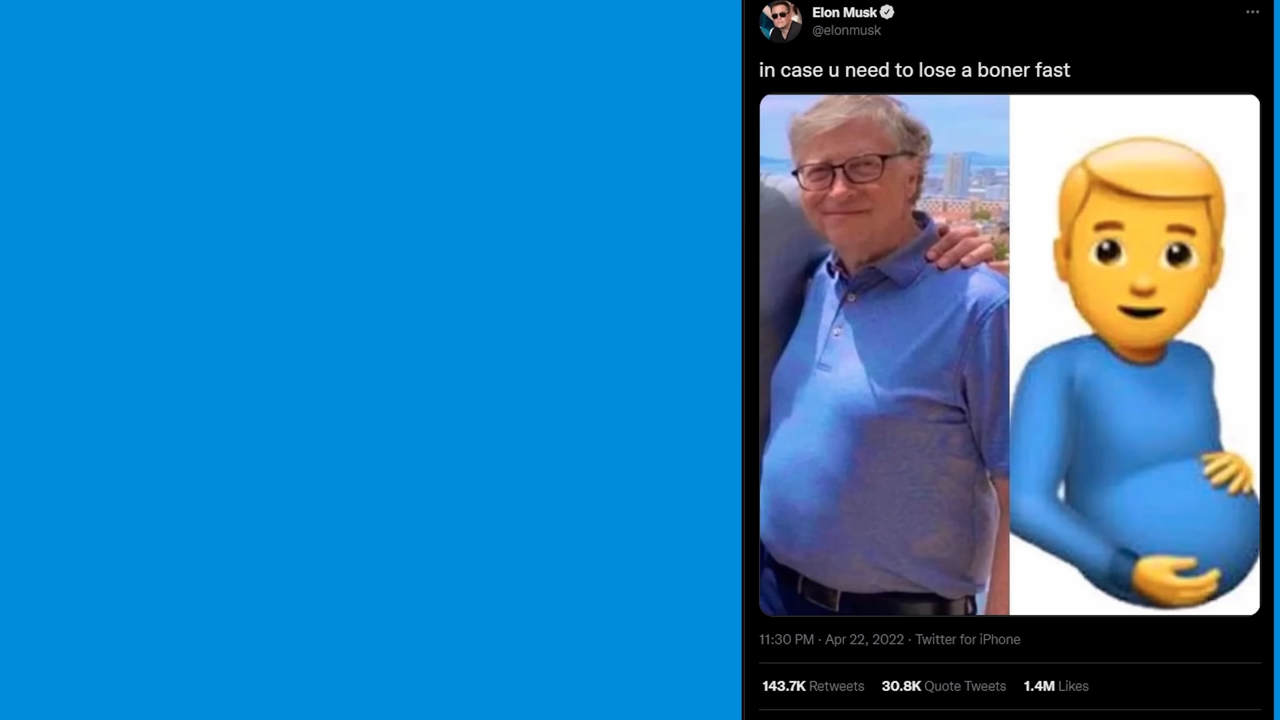 Elon Musk
@elonmusk
in case u need to lose a boner fast
11:30 PM · Apr 22, 2022 · Twitter for iPhone
143.7K Retweets 30.8K Quote Tweets 1.4M Likes